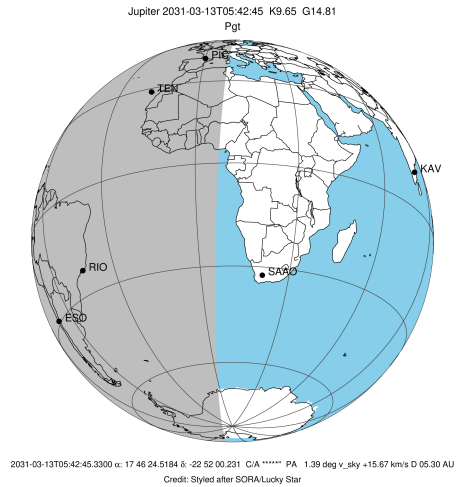 Jupiter 2031-03-13T05:42:45 K9.65 G14.81
Pgt
PIC
TEN
KAV
RIO
SAAO
ESO
2031-03-13T05:42:45.3300 α: 17 46 24.5184 δ: -22 52 00.231 C/A *****" PA 1.39 deg v_sky +15.67 km/s D 05.30 AU
Credit: Styled after SORA/Lucky Star